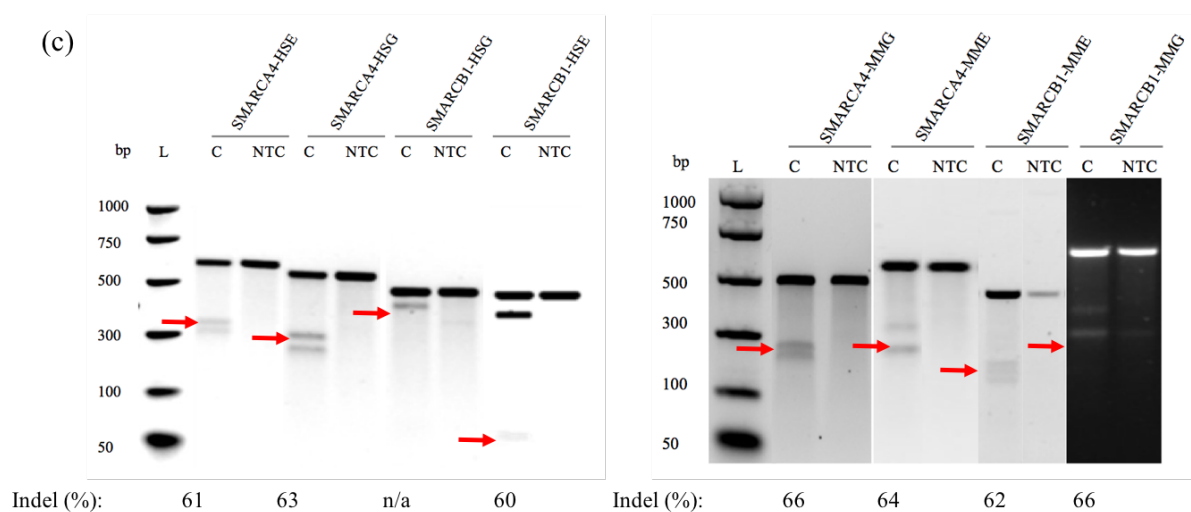 (c)
SMARCA4-HSE
SMARCA4-HSG
SMARCB1-HSG
SMARCB1-HSE
bp L C NTC C NTC C NTC C NTC
1000
750
500
300
100
50
Indel (%): 61 63 n/a 60
SMARCA4-MMG
SMARCA4-MME
SMARCB1-MME
SMARCB1-MMG
bp L C NTC C NTC C NTC C NTC
1000
750
500
300
100
50
Indel (%): 66 64 62 66